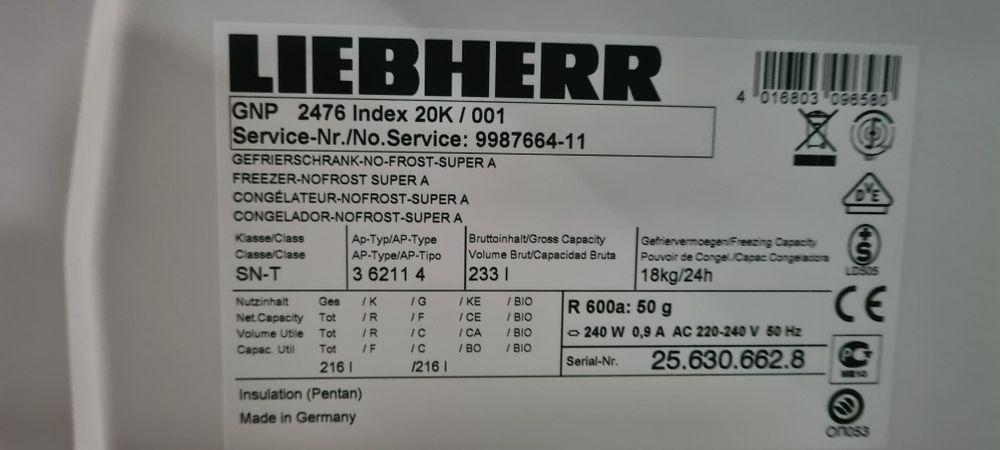 LIEBHERR
4 016803 096580
GNP 2476 Index 20K / 001
Service-Nr./No.Service: 9987664-11
GEFRIERSCHRANK-NO-FROST-SUPER A
FREEZER-NOFROST SUPER A
CONGÉLATEUR-NOFROST-SUPER A
CONGELADOR-NOFROST-SUPER A
DVE
Klasse/Class Ap-Typ/AP-Type Bruttoinhalt/Gross Capacity Gefriervermoegen/Freezing Capacity
Classe/Clase AP-Type/AP-Tipo Volume Brut/Capacidad Bruta Pouvoir de Congel./Capac.Congeladora
SN-T 3 6211 4 233 l 18kg/24h
S
LD505
Nutzinhalt Ges / K / G / KE / BIO
Net.Capacity Tot / R / F / CE / BIO
Volume Utile Tot / R / C / CA / BIO
Capac. Util Tot / F / C / BO / BIO
216 l /216 l
R 600a: 50 g
240 W 0,9 A AC 220-240 V 50 Hz
Serial-Nr. 25.630.662.8
CE
ME10
Insulation (Pentan)
Made in Germany
ОП053